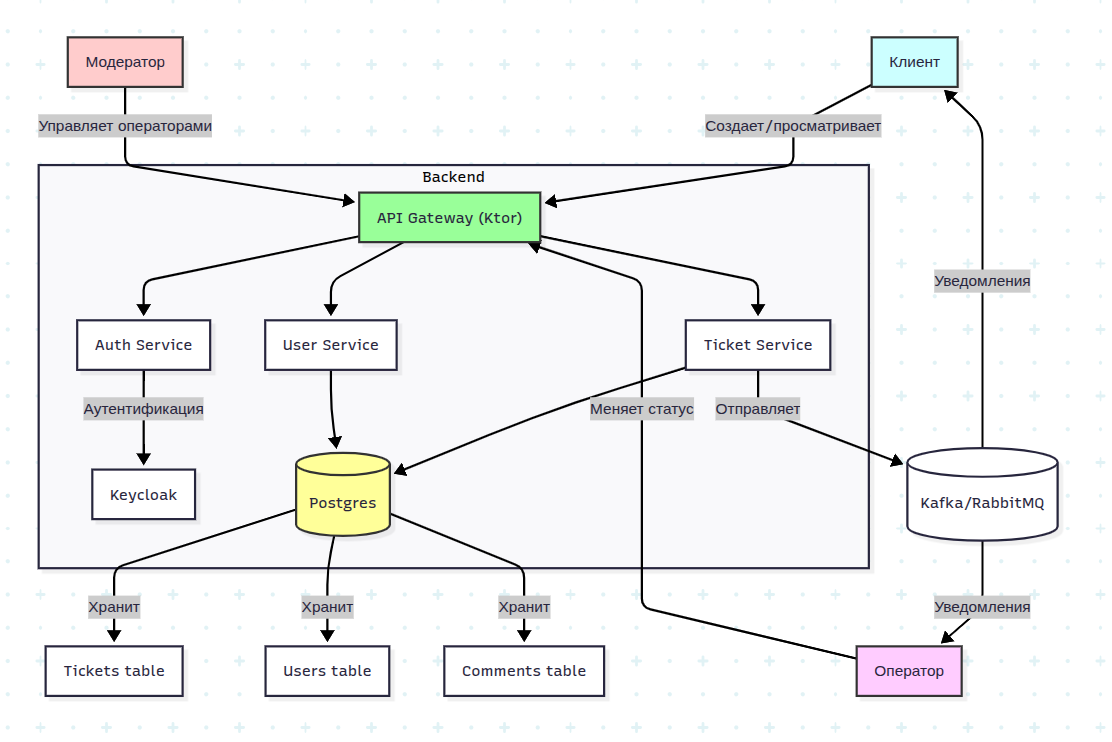 Модератор
Клиент
Управляет операторами
Создает/просматривает
Backend
API Gateway (Ktor)
Уведомления
Auth Service
User Service
Ticket Service
Аутентификация
Меняет статус
Отправляет
Keycloak
Postgres
Kafka/RabbitMQ
Хранит
Хранит
Хранит
Уведомления
Tickets table
Users table
Comments table
Оператор